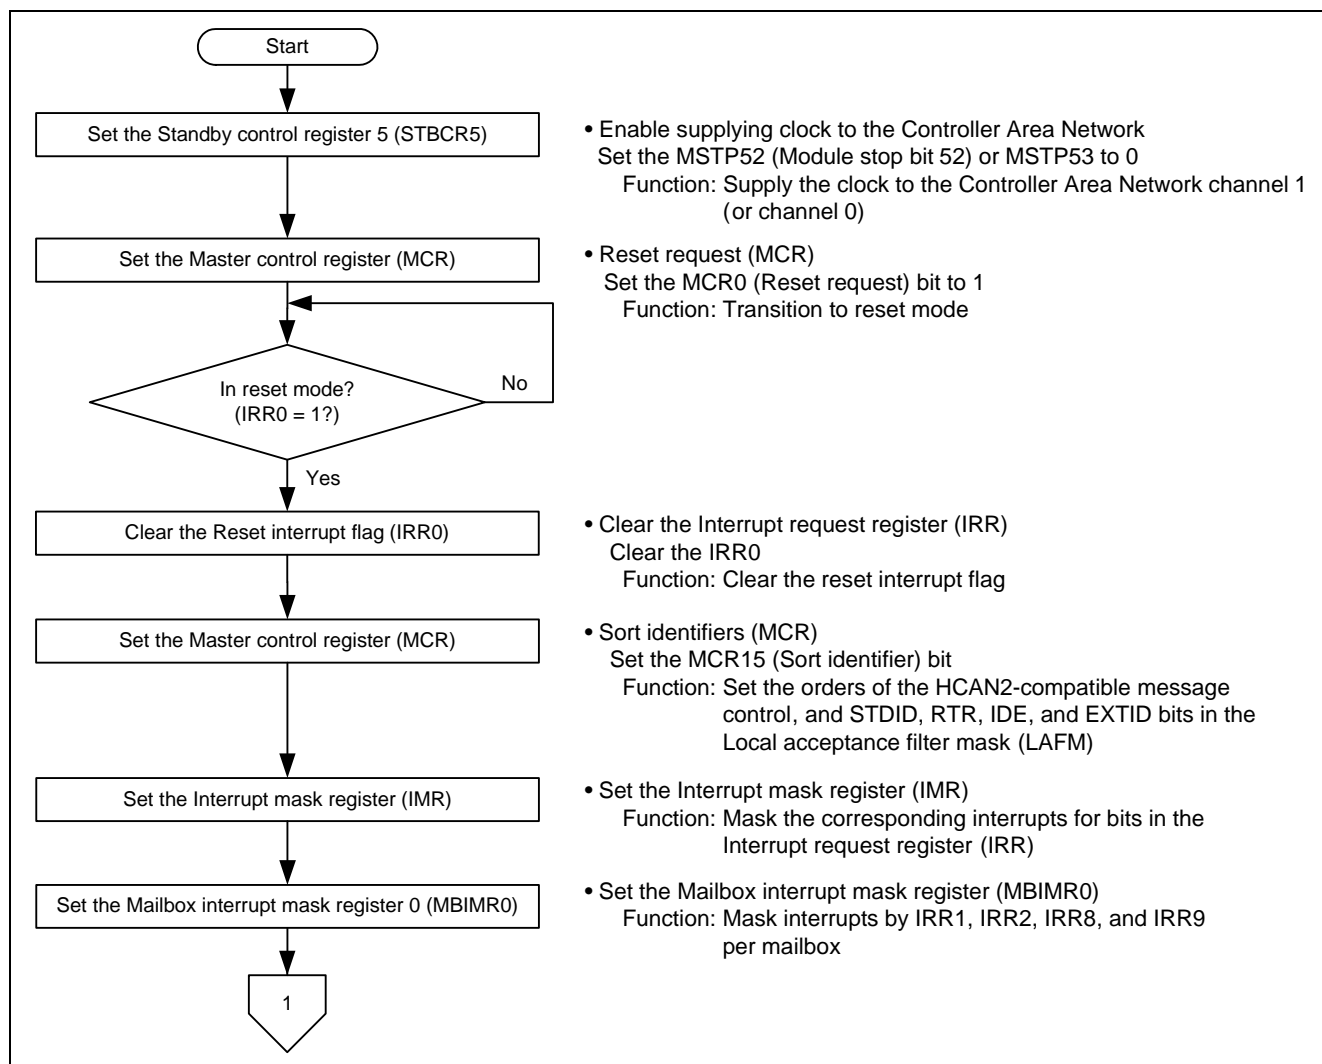 Start
Set the Standby control register 5 (STBCR5)
• Enable supplying clock to the Controller Area Network
Set the MSTP52 (Module stop bit 52) or MSTP53 to 0
Function: Supply the clock to the Controller Area Network channel 1
(or channel 0)
Set the Master control register (MCR)
• Reset request (MCR)
Set the MCR0 (Reset request) bit to 1
Function: Transition to reset mode
In reset mode?
(IRR0 = 1?)
No
Yes
Clear the Reset interrupt flag (IRR0)
• Clear the Interrupt request register (IRR)
Clear the IRR0
Function: Clear the reset interrupt flag
Set the Master control register (MCR)
• Sort identifiers (MCR)
Set the MCR15 (Sort identifier) bit
Function: Set the orders of the HCAN2-compatible message
control, and STDID, RTR, IDE, and EXTID bits in the
Local acceptance filter mask (LAFM)
Set the Interrupt mask register (IMR)
• Set the Interrupt mask register (IMR)
Function: Mask the corresponding interrupts for bits in the
Interrupt request register (IRR)
Set the Mailbox interrupt mask register 0 (MBIMR0)
• Set the Mailbox interrupt mask register (MBIMR0)
Function: Mask interrupts by IRR1, IRR2, IRR8, and IRR9
per mailbox
1